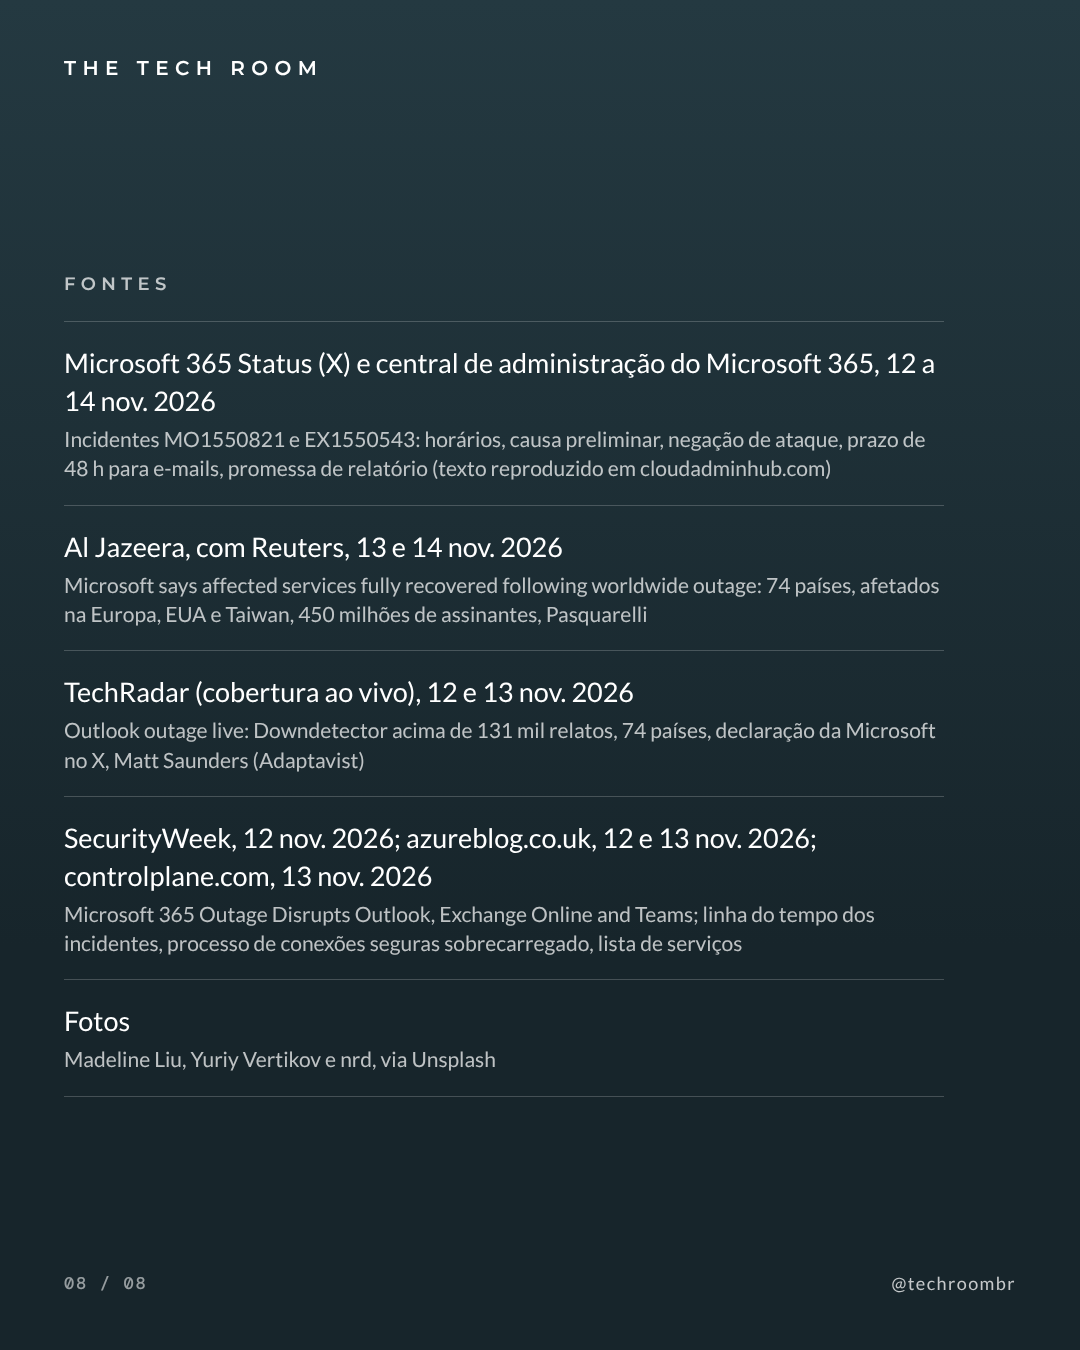 THE TECH ROOM
FONTES
Microsoft 365 Status (X) e central de administração do Microsoft 365, 12 a
14 nov. 2026
Incidentes MO1550821 e EX1550543: horários, causa preliminar, negação de ataque, prazo de
48 h para e-mails, promessa de relatório (texto reproduzido em cloudadminhub.com)
Al Jazeera, com Reuters, 13 e 14 nov. 2026
Microsoft says affected services fully recovered following worldwide outage: 74 países, afetados
na Europa, EUA e Taiwan, 450 milhões de assinantes, Pasquarelli
TechRadar (cobertura ao vivo), 12 e 13 nov. 2026
Outlook outage live: Downdetector acima de 131 mil relatos, 74 países, declaração da Microsoft
no X, Matt Saunders (Adaptavist)
SecurityWeek, 12 nov. 2026; azureblog.co.uk, 12 e 13 nov. 2026;
controlplane.com, 13 nov. 2026
Microsoft 365 Outage Disrupts Outlook, Exchange Online and Teams; linha do tempo dos
incidentes, processo de conexões seguras sobrecarregado, lista de serviços
Fotos
Madeline Liu, Yuriy Vertikov e nrd, via Unsplash
08 / 08
@techroombr